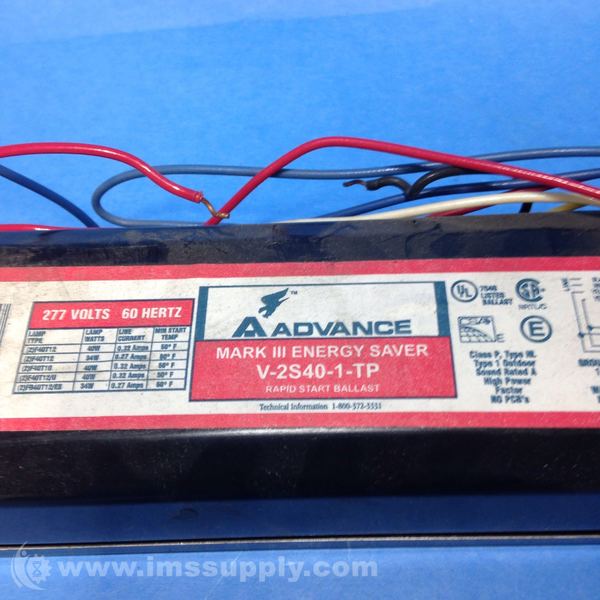 277 VOLTS 60 HERTZ
LAMP TYPE LAMP WATTS LINE CURRENT MIN START TEMP
(2)F40T12 40W 0.32 Amps 50° F
(2)F40T12 34W 0.27 Amps 60° F
(2)F40T10 40W 0.32 Amps 50° F
(2)F40T12/U 40W 0.32 Amps 50° F
(2)FB40T12/ES 34W 0.27 Amps 60° F
™
ADVANCE
MARK III ENERGY SAVER
V-2S40-1-TP
RAPID START BALLAST
Technical Information 1-800-372-3331
UL
LISTED
BALLAST
NRTL/C
E
Class P, Type HL
Type 1 Outdoor
Sound Rated A
High Power
Factor
NO PCB's
www.imssupply.com